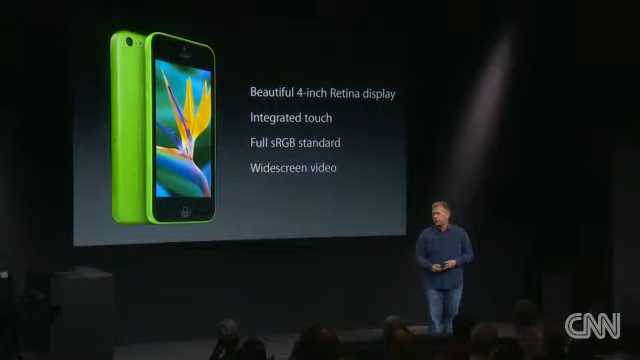 Beautiful 4-inch Retina display
Integrated touch
Full sRGB standard
Widescreen video
CNN